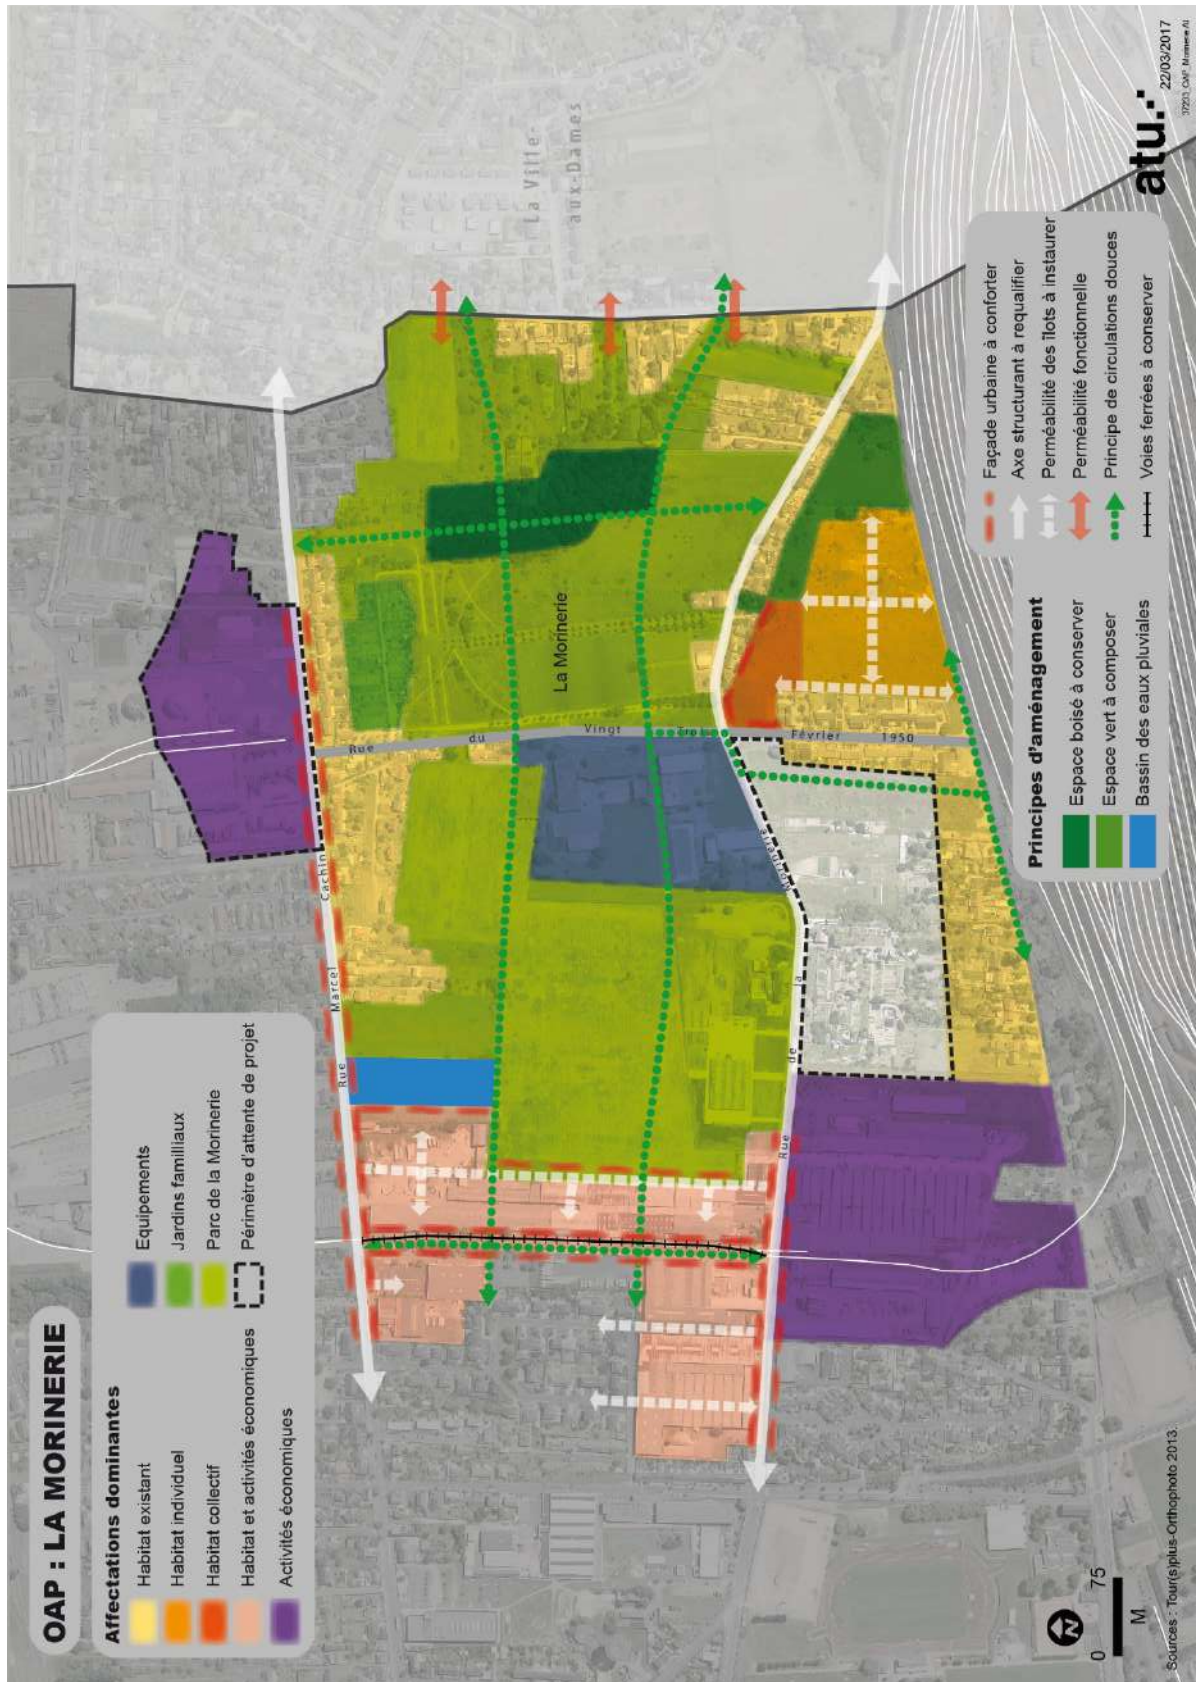 OAP : LA MORINERIE
Affectations dominantes
Habitat existant
Habitat individuel
Habitat collectif
Habitat et activités économiques
Activités économiques
Equipements
Jardins familliaux
Parc de la Morinerie
Périmètre d'attente de projet
La Ville-
aux-Dames
Rue Marcel Cachin
Rue du Vingt Trois Février 1950
La Morinerie
Rue de la Morinerie
Principes d'aménagement
Espace boisé à conserver
Espace vert à composer
Bassin des eaux pluviales
Façade urbaine à conforter
Axe structurant à requalifier
Perméabilité des îlots à instaurer
Perméabilité fonctionnelle
Principe de circulations douces
Voies ferrées à conserver
N
0 75
M
Sources : Tour(s)plus-Orthophoto 2013.
atu
22/03/2017